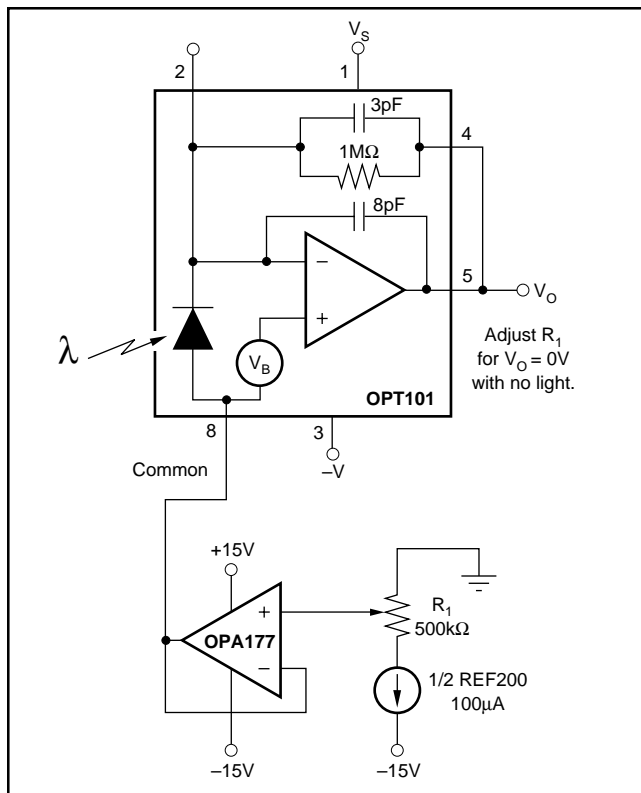 V_S
2
1
3pF
4
1MΩ
8pF
–
5
V_O
+
λ
V_B
Adjust R_1
for V_O = 0V
with no light.
OPT101
8
3
Common
–V
+15V
+
R_1
500kΩ
OPA177
–
1/2 REF200
100µA
–15V
–15V